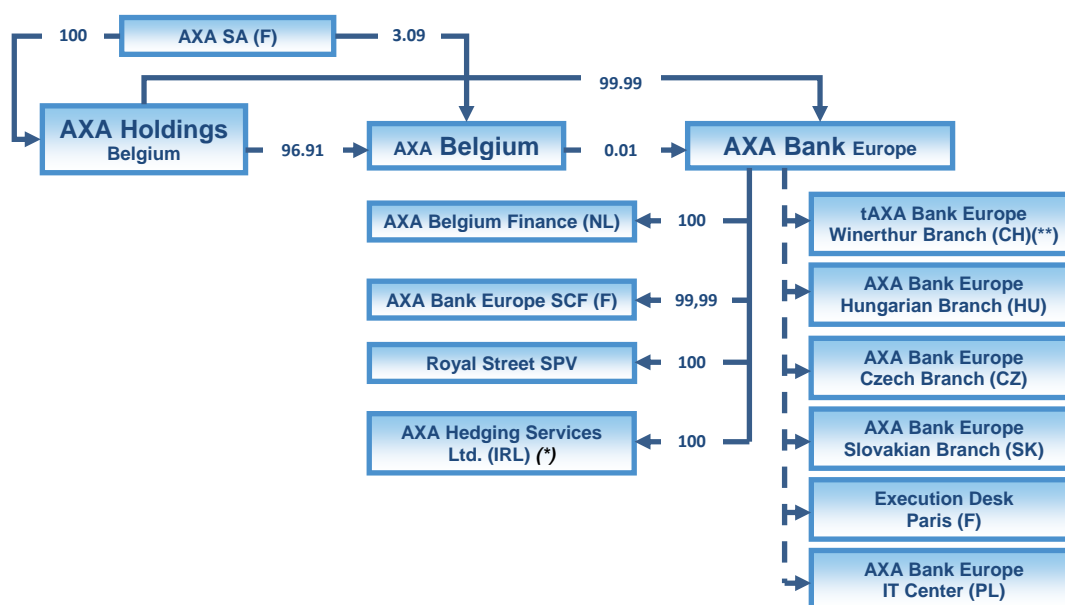 100
AXA SA (F)
3.09
99.99
AXA Holdings
Belgium
96.91
AXA Belgium
0.01
AXA Bank Europe
AXA Belgium Finance (NL)
100
AXA Bank Europe SCF (F)
99,99
Royal Street SPV
100
AXA Hedging Services
Ltd. (IRL) (*)
100
tAXA Bank Europe
Winerthur Branch (CH)(**)
AXA Bank Europe
Hungarian Branch (HU)
AXA Bank Europe
Czech Branch (CZ)
AXA Bank Europe
Slovakian Branch (SK)
Execution Desk
Paris (F)
AXA Bank Europe
IT Center (PL)